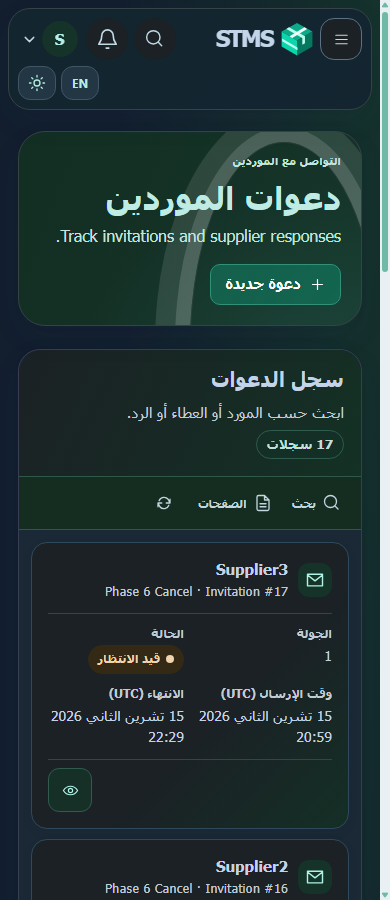 STMS
S
EN
التواصل مع الموردين
دعوات الموردين
Track invitations and supplier responses.
دعوة جديدة
سجل الدعوات
ابحث حسب المورد أو العطاء أو الرد.
17 سجلات
بحث
الصفحات
Supplier3
Phase 6 Cancel · Invitation #17
الجولة
الحالة
1
قيد الانتظار
وقت الإرسال (UTC)
الانتهاء (UTC)
15 تشرين الثاني 2026
20:59
15 تشرين الثاني 2026
22:29
Supplier2
Phase 6 Cancel · Invitation #16